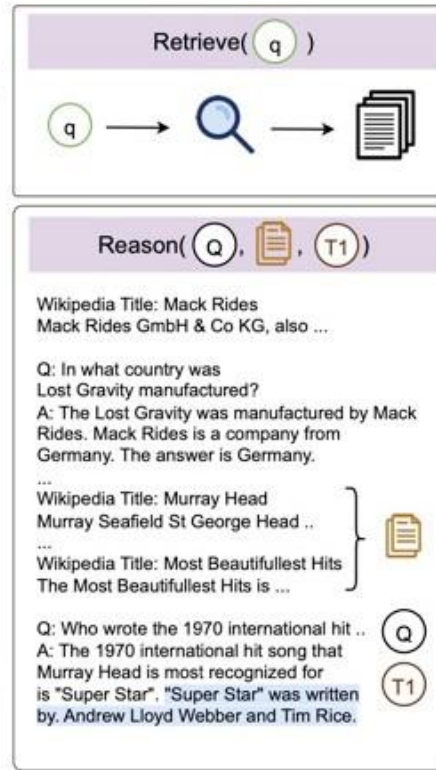 Retrieve( q )
q
Reason( Q, , T1 )
Wikipedia Title: Mack Rides
Mack Rides GmbH & Co KG, also ...
Q: In what country was
Lost Gravity manufactured?
A: The Lost Gravity was manufactured by Mack
Rides. Mack Rides is a company from
Germany. The answer is Germany.
...
Wikipedia Title: Murray Head
Murray Seafield St George Head ..
...
Wikipedia Title: Most Beautifullest Hits
The Most Beautifullest Hits is ...
Q: Who wrote the 1970 international hit ..
Q
A: The 1970 international hit song that
Murray Head is most recognized for
T1
is "Super Star". "Super Star" was written
by. Andrew Lloyd Webber and Tim Rice.